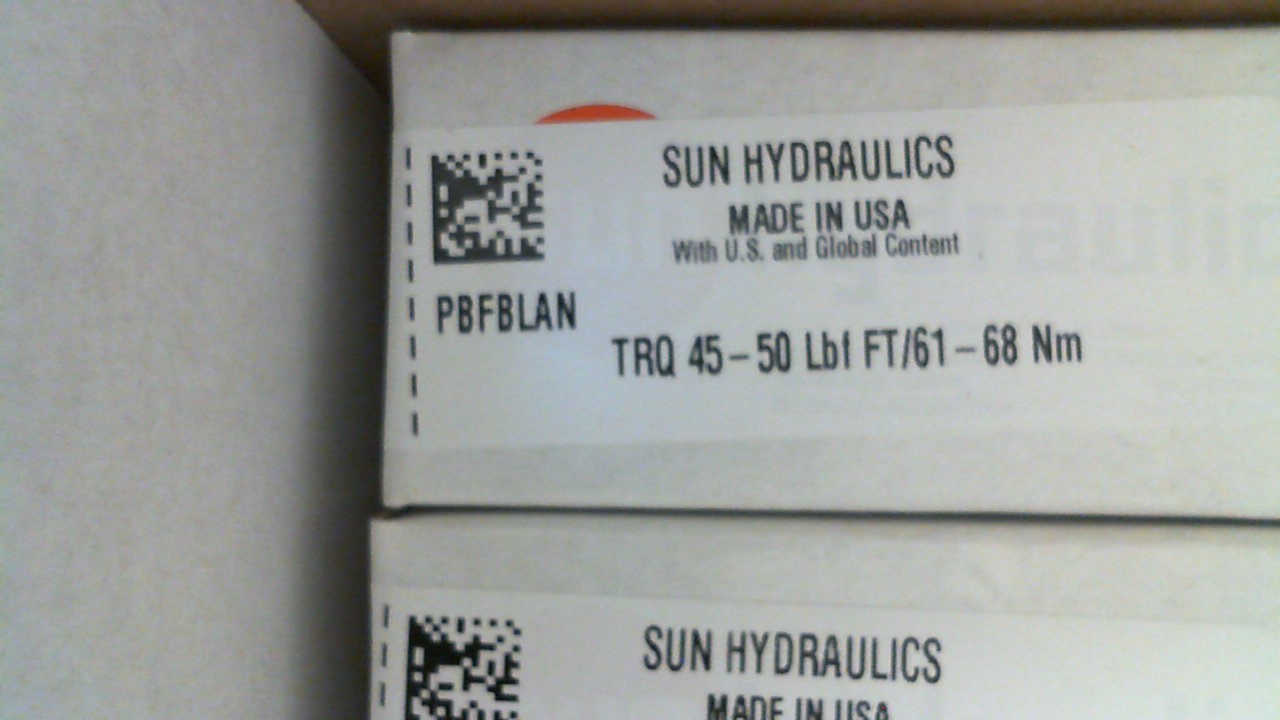 SUN HYDRAULICS
MADE IN USA
With U.S. and Global Content
PBFBLAN
TRQ 45-50 Lbf FT/61-68 Nm
SUN HYDRAULICS
MADE IN USA